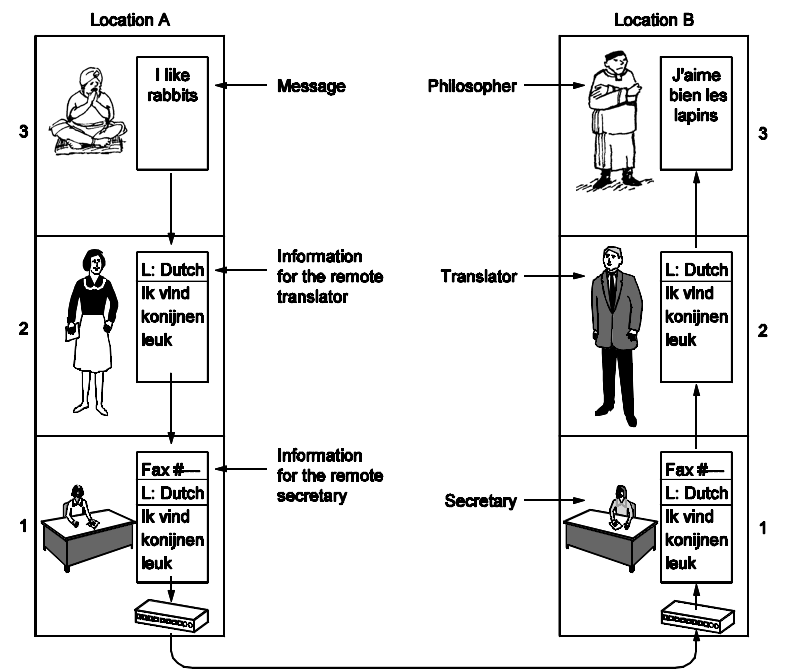 Location A
Location B
I like
rabbits
Message
Philosopher
J'aime
bien les
lapins
3
3
L: Dutch
Ik vind
konijnen
leuk
Information
for the remote
translator
Translator
L: Dutch
Ik vind
konijnen
leuk
2
2
Fax #—
L: Dutch
Ik vind
konijnen
leuk
Information
for the remote
secretary
Secretary
Fax #—
L: Dutch
Ik vind
konijnen
leuk
1
1